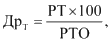 Др_Т = РТ×100 / РТО,